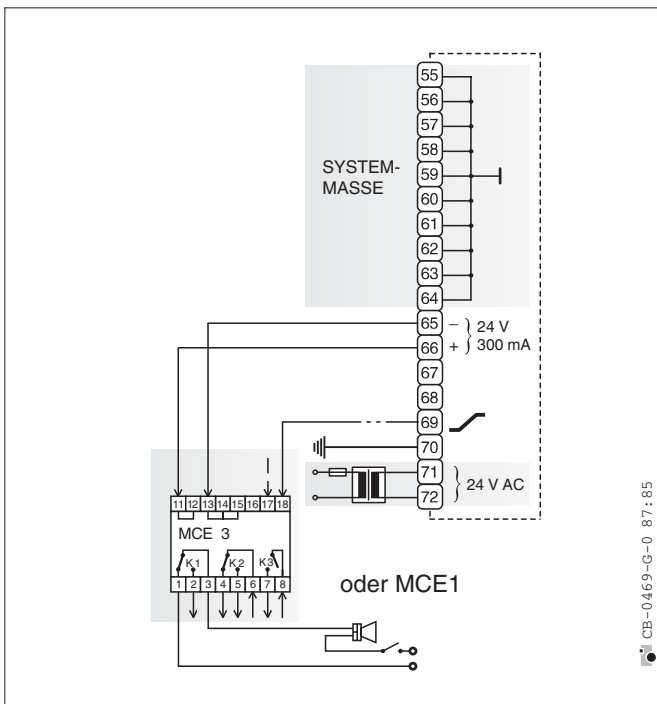 55
56
57
58
SYSTEM-
MASSE
59
60
61
62
63
64
65 – 24 V
66 + 300 mA
67
68
69
70
71
72
24 V AC
11 12 13 14 15 16 17 18
MCE 3
K1 K2 K3
1 2 3 4 5 6 7 8
oder MCE1
CB-0469-G-0 87:85